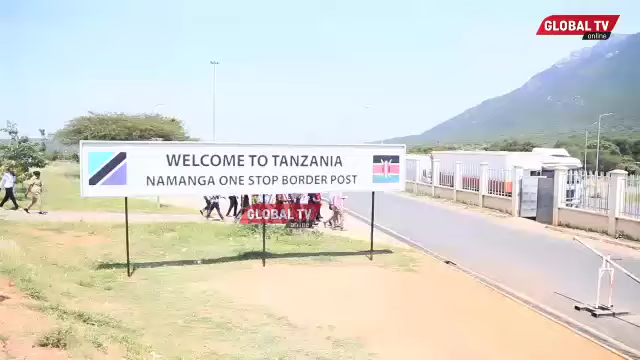 GLOBAL TV
online
WELCOME TO TANZANIA
NAMANGA ONE STOP BORDER POST
GLOBAL TV
online